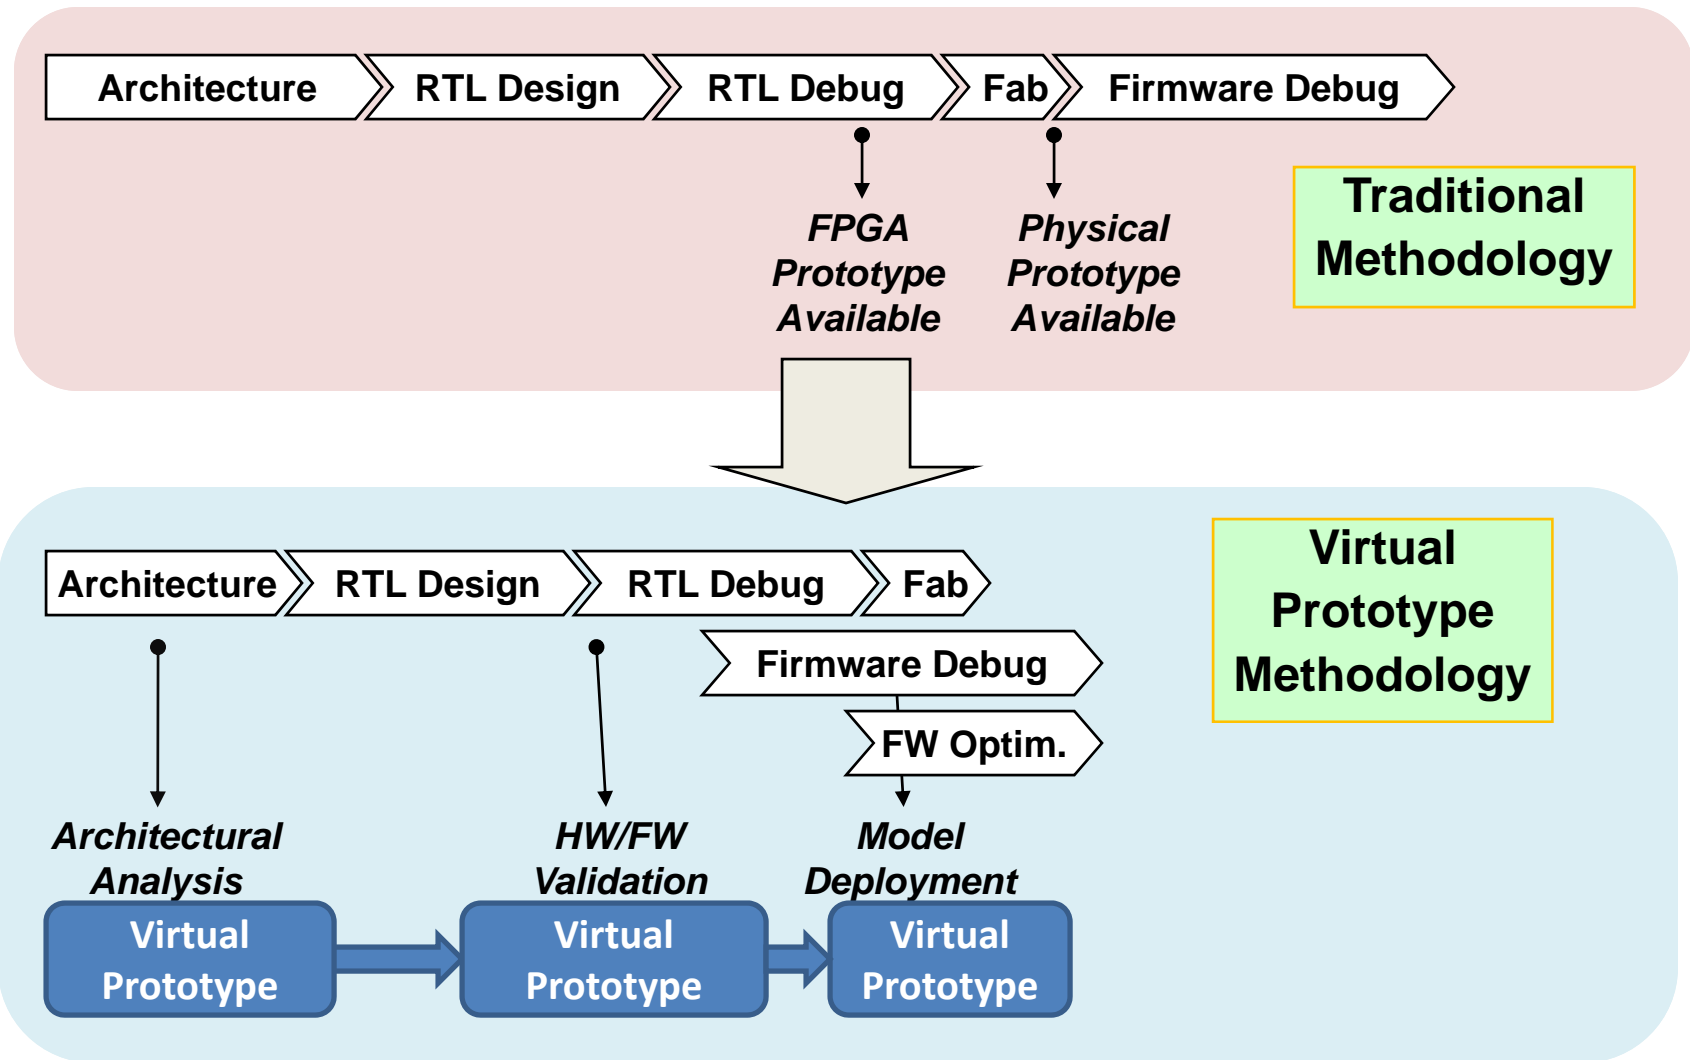 Architecture
RTL Design
RTL Debug
Fab
Firmware Debug
FPGA
Prototype
Available
Physical
Prototype
Available
Traditional
Methodology
Architecture
RTL Design
RTL Debug
Fab
Firmware Debug
FW Optim.
Virtual
Prototype
Methodology
Architectural
Analysis
HW/FW
Validation
Model
Deployment
Virtual
Prototype
Virtual
Prototype
Virtual
Prototype